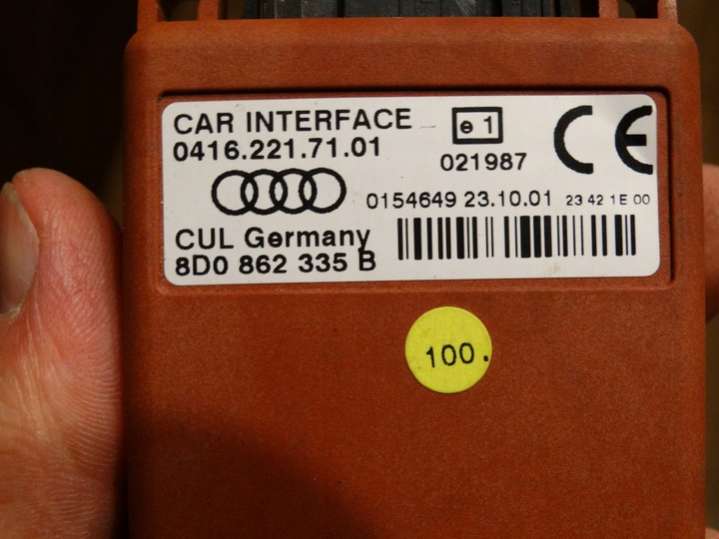 CAR INTERFACE
0416.221.71.01
e 1
021987
CE
0154649 23.10.01 23 42 1E 00
CUL Germany
8D0 862 335 B
100.